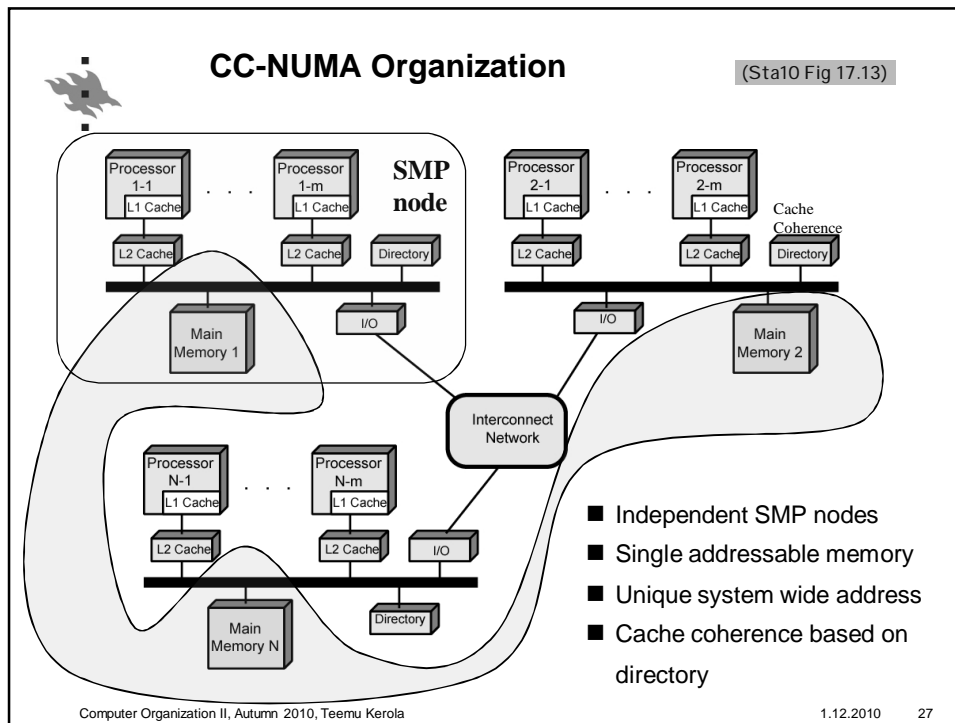 CC-NUMA Organization
(Sta10 Fig 17.13)
Processor
1-1
L1 Cache
. . .
Processor
1-m
L1 Cache
SMP
node
L2 Cache
L2 Cache
Directory
Main
Memory 1
I/O
Processor
2-1
L1 Cache
. . .
Processor
2-m
L1 Cache
Cache
Coherence
L2 Cache
L2 Cache
Directory
I/O
Main
Memory 2
Interconnect
Network
Processor
N-1
L1 Cache
. . .
Processor
N-m
L1 Cache
L2 Cache
L2 Cache
I/O
Main
Memory N
Directory
■ Independent SMP nodes
■ Single addressable memory
■ Unique system wide address
■ Cache coherence based on
directory
Computer Organization II, Autumn 2010, Teemu Kerola
1.12.2010 27